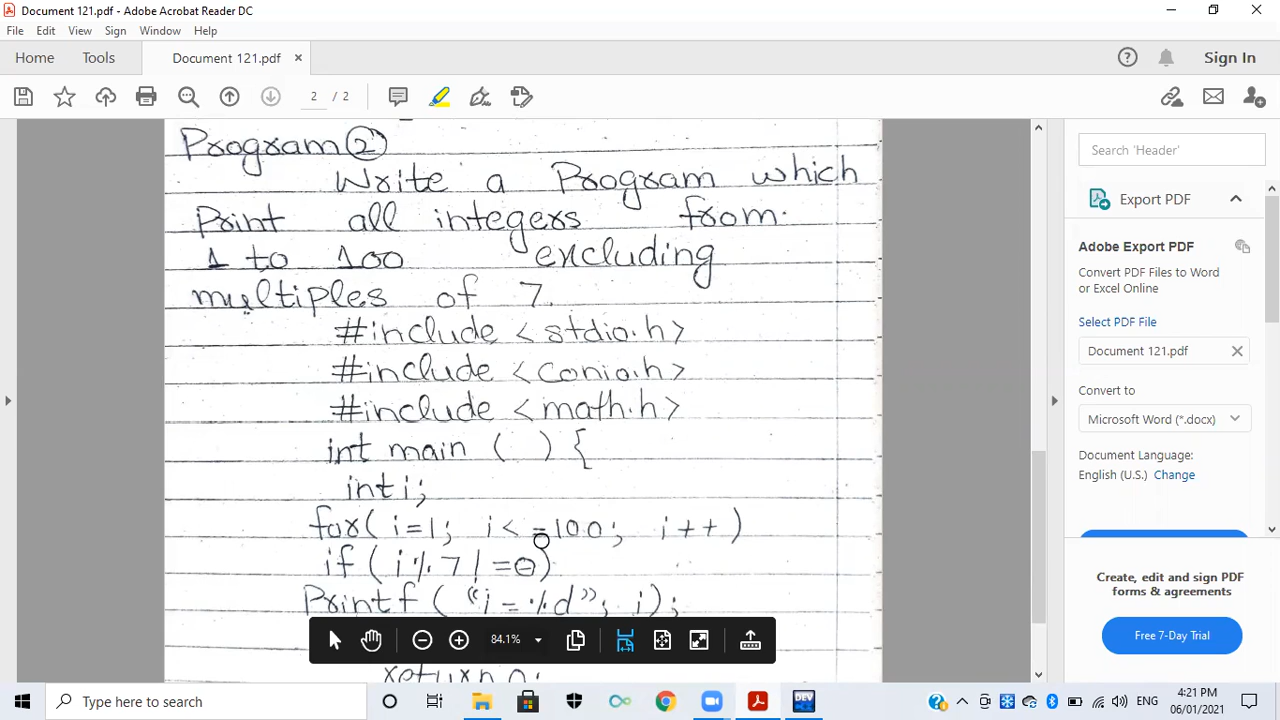 Document 121.pdf - Adobe Acrobat Reader DC
File Edit View Sign Window Help
Home Tools Document 121.pdf × Sign In
2 / 2
Program ②
Write a Program which
Print all integers from
1 to 100 excluding
multiples of 7.
#include <stdio.h>
#include <conio.h>
#include <math.h>
int main ( ) {
int i;
for( i=1; i<=100; i++)
if ( i%7!=0)
Printf ("i=%d"; i);
84.1%
return 0
Search 'Header'
Export PDF
Adobe Export PDF
Convert PDF Files to Word
or Excel Online
Select PDF File
Document 121.pdf ×
Convert to
Microsoft Word (*.docx)
Document Language:
English (U.S.) Change
Create, edit and sign PDF
forms & agreements
Free 7-Day Trial
Type here to search
DEV
4:21 PM
06/01/2021